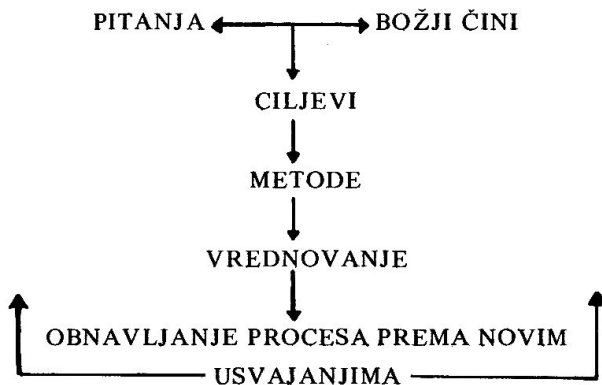 PITANJA BOŽJI ČINI
CILJEVI
METODE
VREDNOVANJE
OBNAVLJANJE PROCESA PREMA NOVIM
USVAJANJIMA